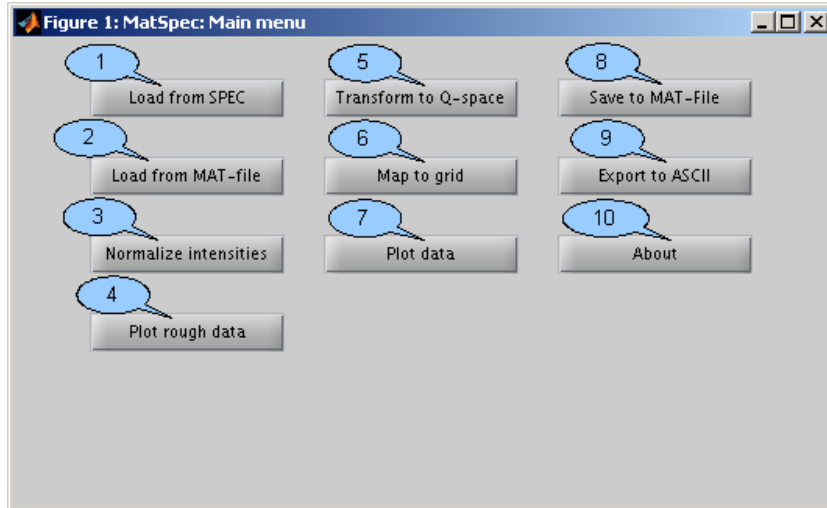 Figure 1: MatSpec: Main menu
1 5 8
Load from SPEC Transform to Q-space Save to MAT-File
2 6 9
Load from MAT-file Map to grid Export to ASCII
3 7 10
Normalize intensities Plot data About
4
Plot rough data